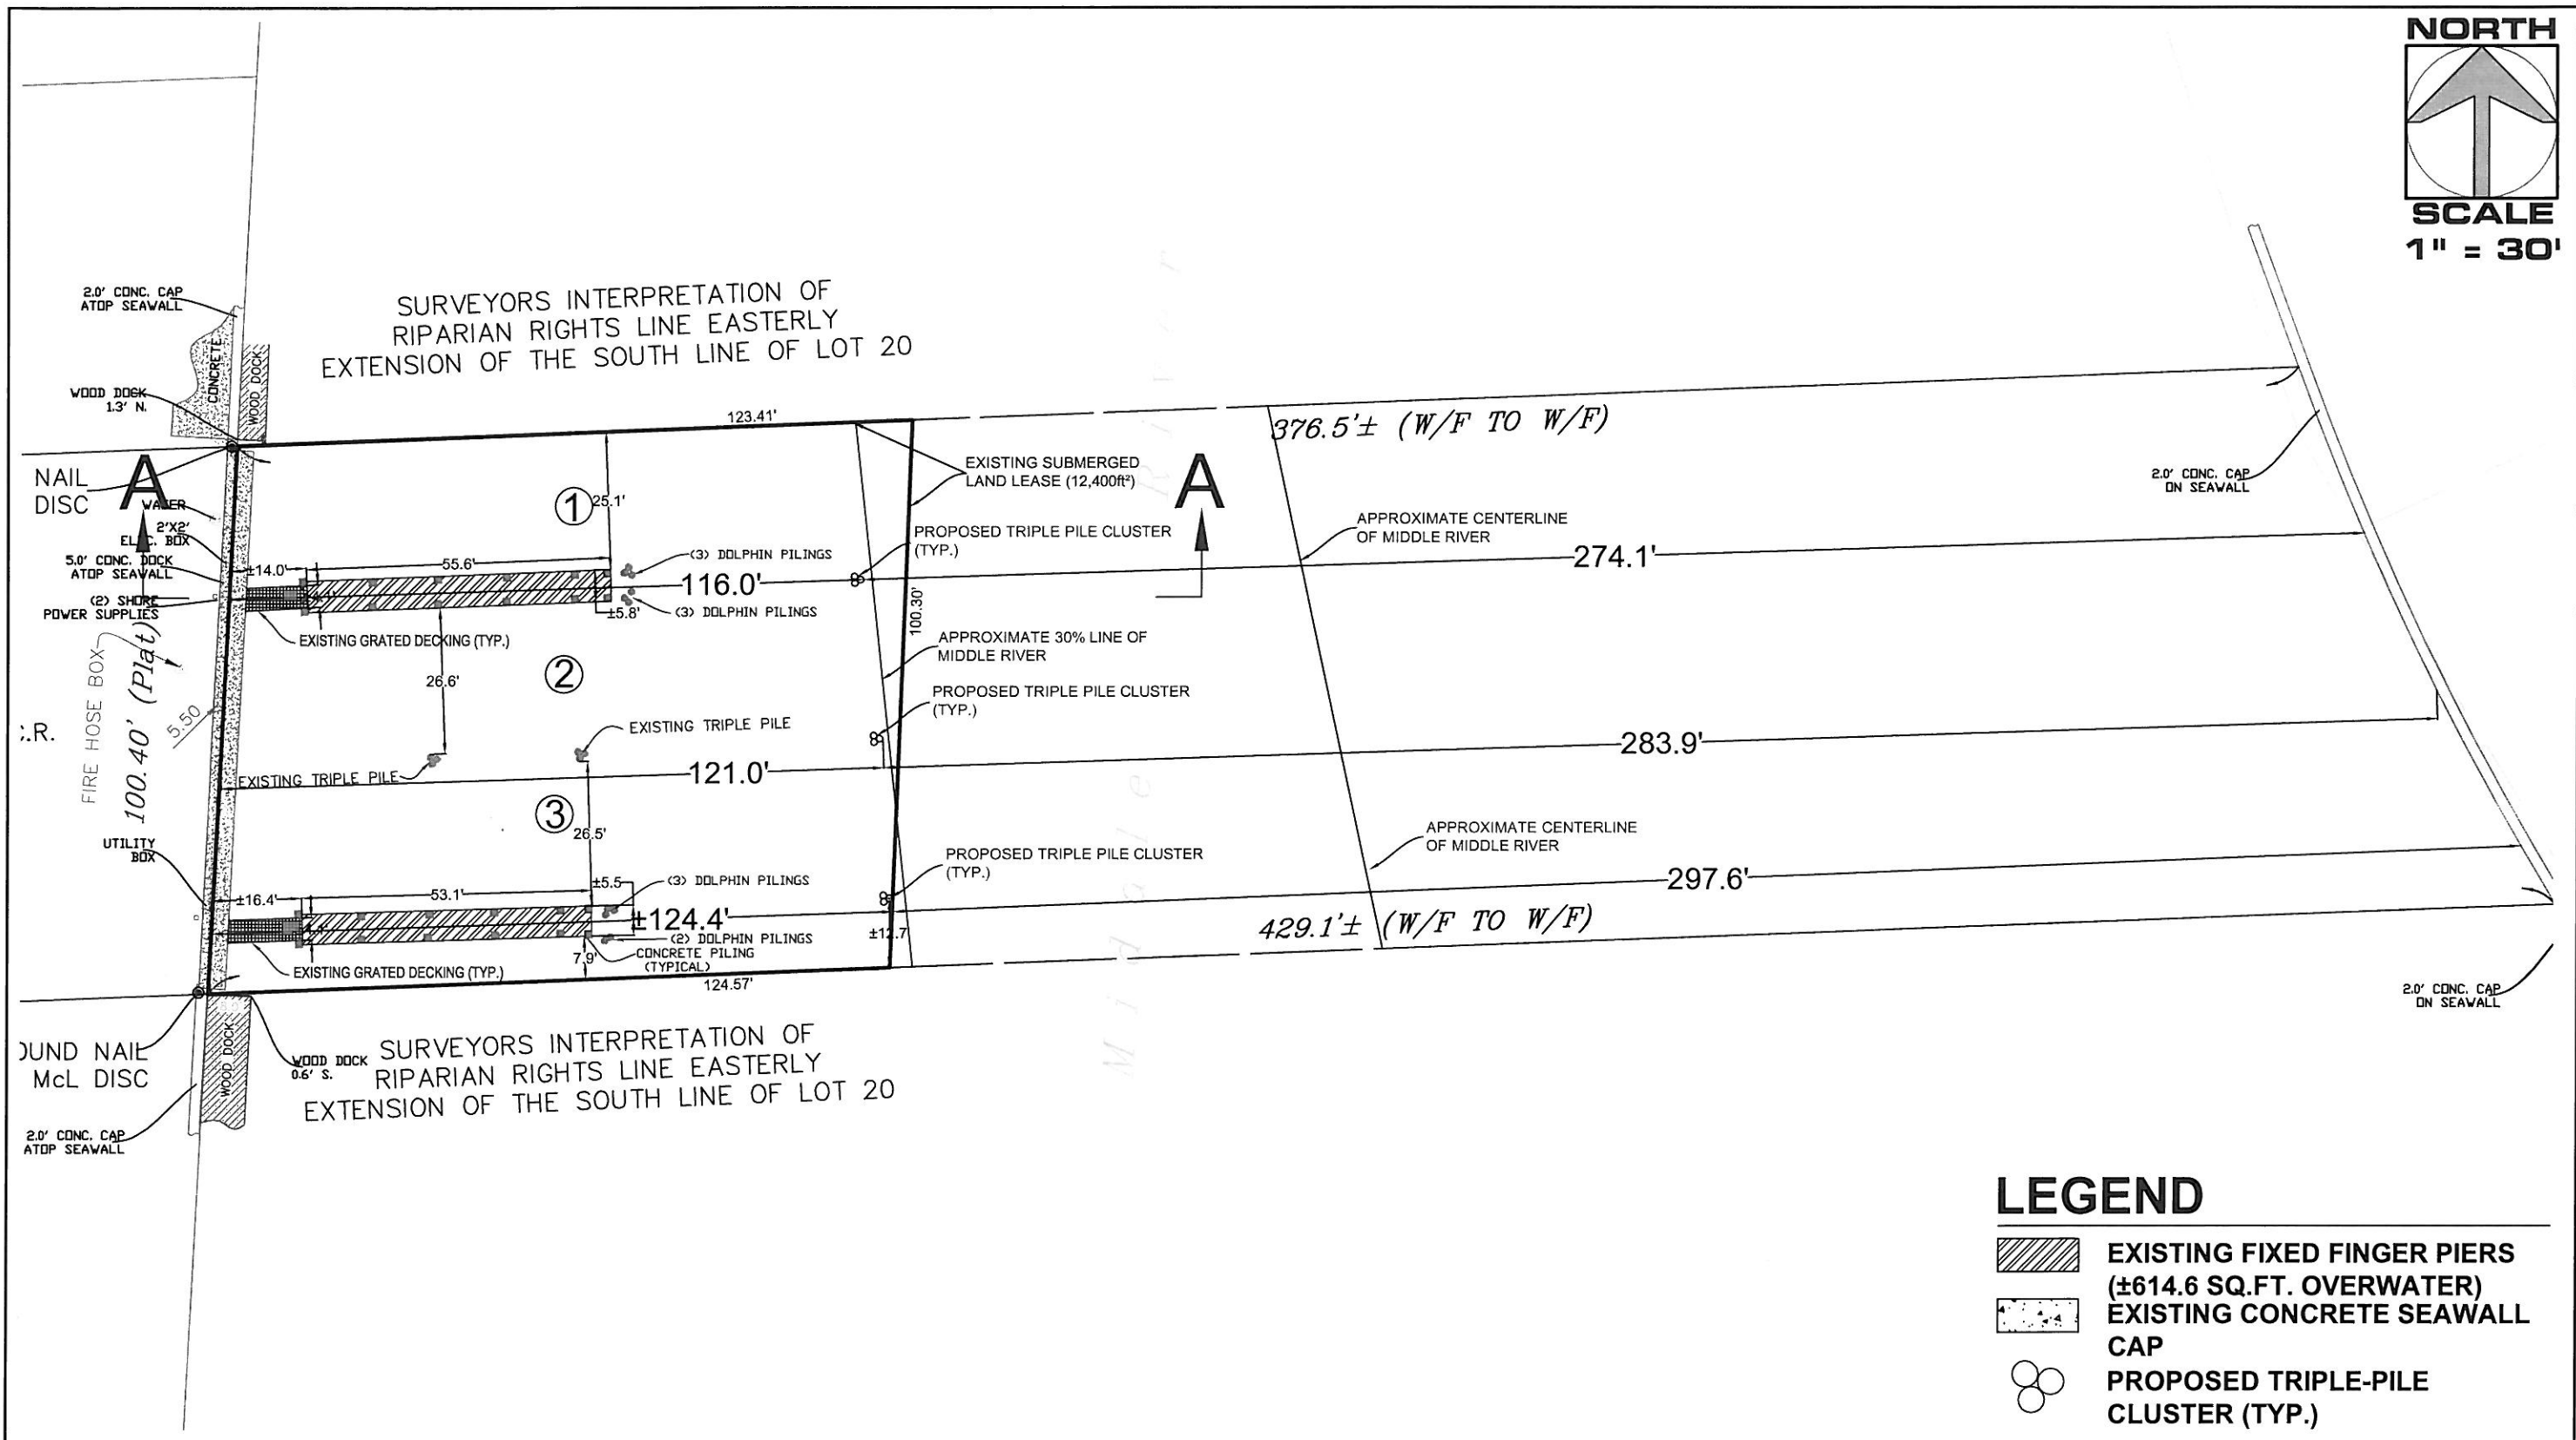 NORTH
SCALE
1" = 30'
2.0' CONC. CAP
ATOP SEAWALL
CONCRETE
WOOD DOCK
WOOD DOCK
1.3' N.
SURVEYORS INTERPRETATION OF
RIPARIAN RIGHTS LINE EASTERLY
EXTENSION OF THE SOUTH LINE OF LOT 20
123.41'
376.5'± (W/F TO W/F)
NAIL
DISC
A
WATER
2'X2'
ELEC. BOX
5.0' CONC. DOCK
ATOP SEAWALL
(2) SHORE
POWER SUPPLIES
FIRE HOSE BOX
100.40' (Plat)
5.50
1
25.1'
EXISTING SUBMERGED
LAND LEASE (12,400ft²)
A
2.0' CONC. CAP
ON SEAWALL
PROPOSED TRIPLE PILE CLUSTER
(TYP.)
APPROXIMATE CENTERLINE
OF MIDDLE RIVER
274.1'
±14.0'
55.6'
(3) DOLPHIN PILINGS
116.0'
(3) DOLPHIN PILINGS
±5.8'
100.30'
EXISTING GRATED DECKING (TYP.)
APPROXIMATE 30% LINE OF
MIDDLE RIVER
2
26.6'
PROPOSED TRIPLE PILE CLUSTER
(TYP.)
EXISTING TRIPLE PILE
.R.
283.9'
EXISTING TRIPLE PILE
121.0'
3
26.5'
Middle River
UTILITY
BOX
APPROXIMATE CENTERLINE
OF MIDDLE RIVER
PROPOSED TRIPLE PILE CLUSTER
(TYP.)
297.6'
±16.4'
53.1'
±5.5
(3) DOLPHIN PILINGS
±124.4'
429.1'± (W/F TO W/F)
(2) DOLPHIN PILINGS
CONCRETE PILING
(TYPICAL)
7.9'
EXISTING GRATED DECKING (TYP.)
124.57'
2.0' CONC. CAP
ON SEAWALL
OUND NAIL
McL DISC
WOOD DOCK
WOOD DOCK
0.6' S.
SURVEYORS INTERPRETATION OF
RIPARIAN RIGHTS LINE EASTERLY
EXTENSION OF THE SOUTH LINE OF LOT 20
2.0' CONC. CAP
ATOP SEAWALL
LEGEND
EXISTING FIXED FINGER PIERS
(±614.6 SQ.FT. OVERWATER)
EXISTING CONCRETE SEAWALL
CAP
PROPOSED TRIPLE-PILE
CLUSTER (TYP.)